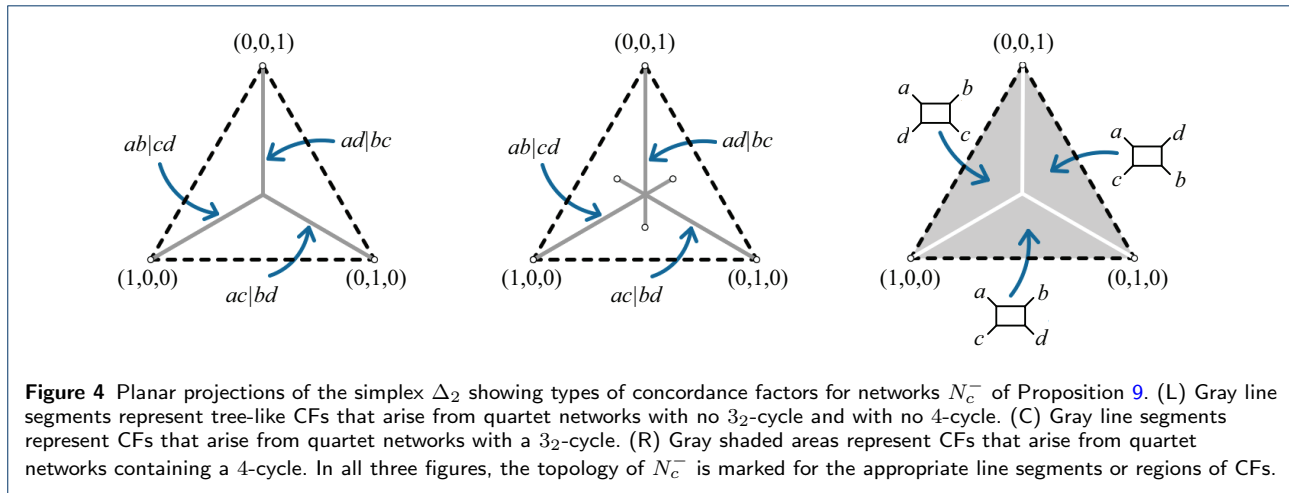 (0,0,1)
ab|cd
ad|bc
(1,0,0)
(0,1,0)
ac|bd
(0,0,1)
ab|cd
ad|bc
(1,0,0)
(0,1,0)
ac|bd
(0,0,1)
a b
d c
a d
c b
(1,0,0)
(0,1,0)
a b
c d
Figure 4 Planar projections of the simplex Δ₂ showing types of concordance factors for networks N_c^- of Proposition 9. (L) Gray line
segments represent tree-like CFs that arise from quartet networks with no 3₂-cycle and with no 4-cycle. (C) Gray line segments
represent CFs that arise from quartet networks with a 3₂-cycle. (R) Gray shaded areas represent CFs that arise from quartet
networks containing a 4-cycle. In all three figures, the topology of N_c^- is marked for the appropriate line segments or regions of CFs.